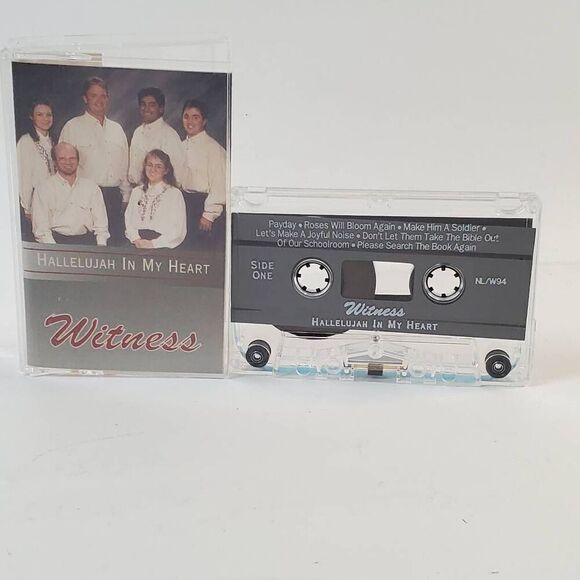 HALLELUJAH IN MY HEART
Witness
Payday • Roses Will Bloom Again • Make Him A Soldier •
Let's Make A Joyful Noise • Don't Let Them Take The Bible Out
Of Our Schoolroom • Please Search The Book Again
SIDE
ONE
NL/W94
Witness
HALLELUJAH IN MY HEART